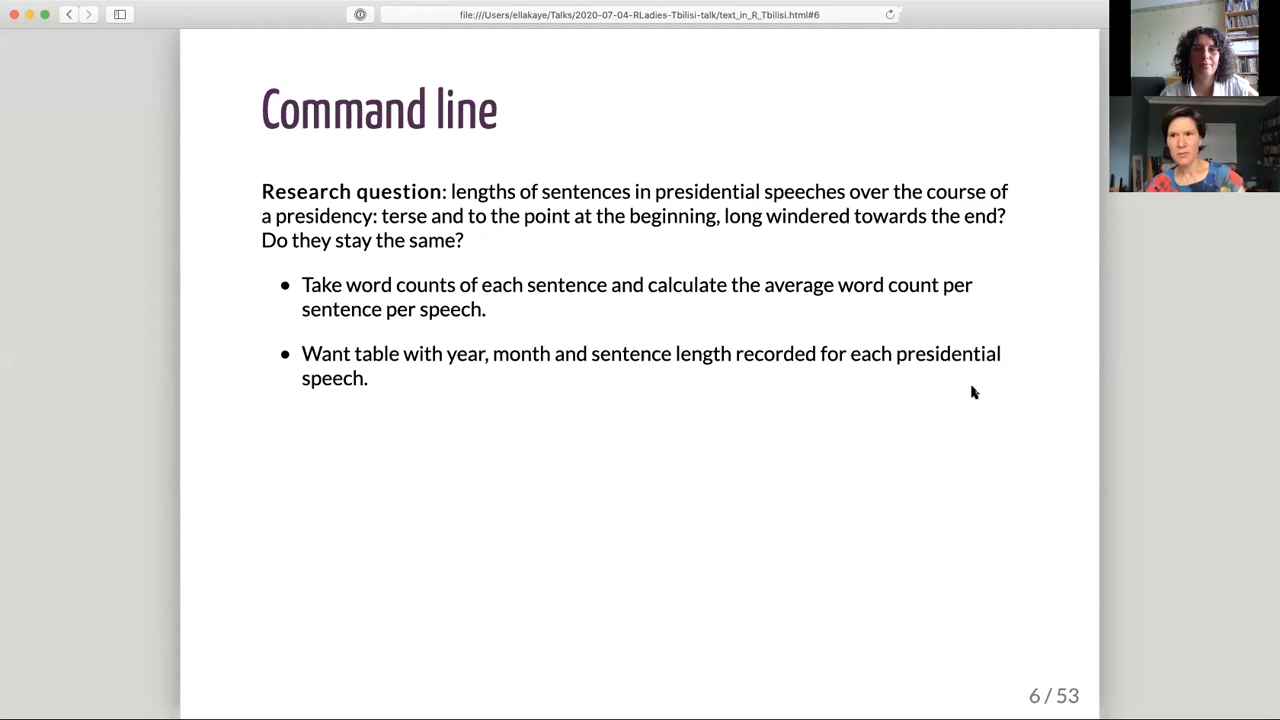 file:///Users/ellakaye/Talks/2020-07-04-RLadies-Tbilisi-talk/text_in_R_Tbilisi.html#6
Command line
Research question: lengths of sentences in presidential speeches over the course of
a presidency: terse and to the point at the beginning, long windered towards the end?
Do they stay the same?
• Take word counts of each sentence and calculate the average word count per
sentence per speech.
• Want table with year, month and sentence length recorded for each presidential
speech.
6 / 53